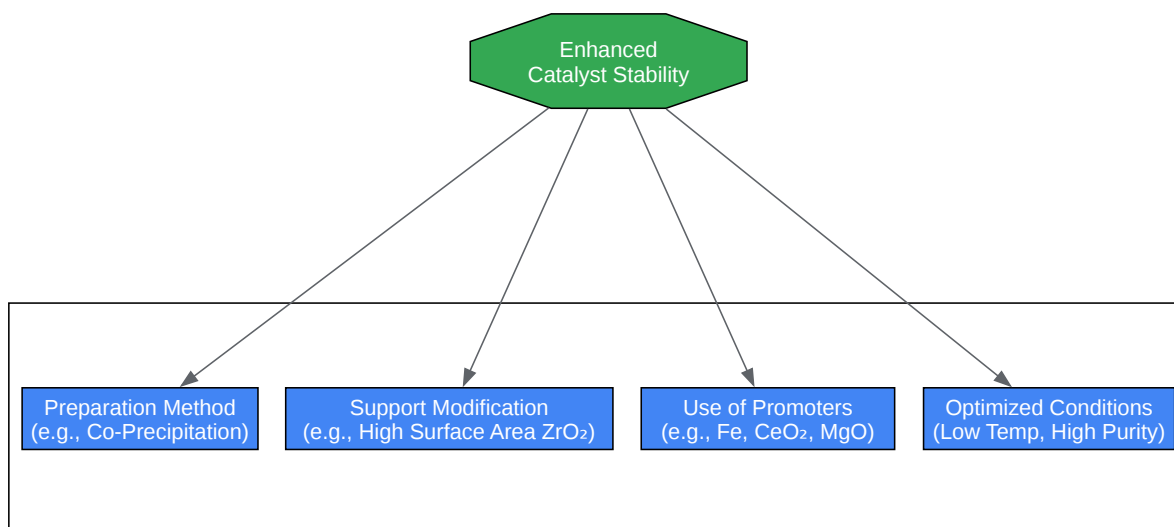 Enhanced
Catalyst Stability
Preparation Method
(e.g., Co-Precipitation)
Support Modification
(e.g., High Surface Area ZrO₂)
Use of Promoters
(e.g., Fe, CeO₂, MgO)
Optimized Conditions
(Low Temp, High Purity)